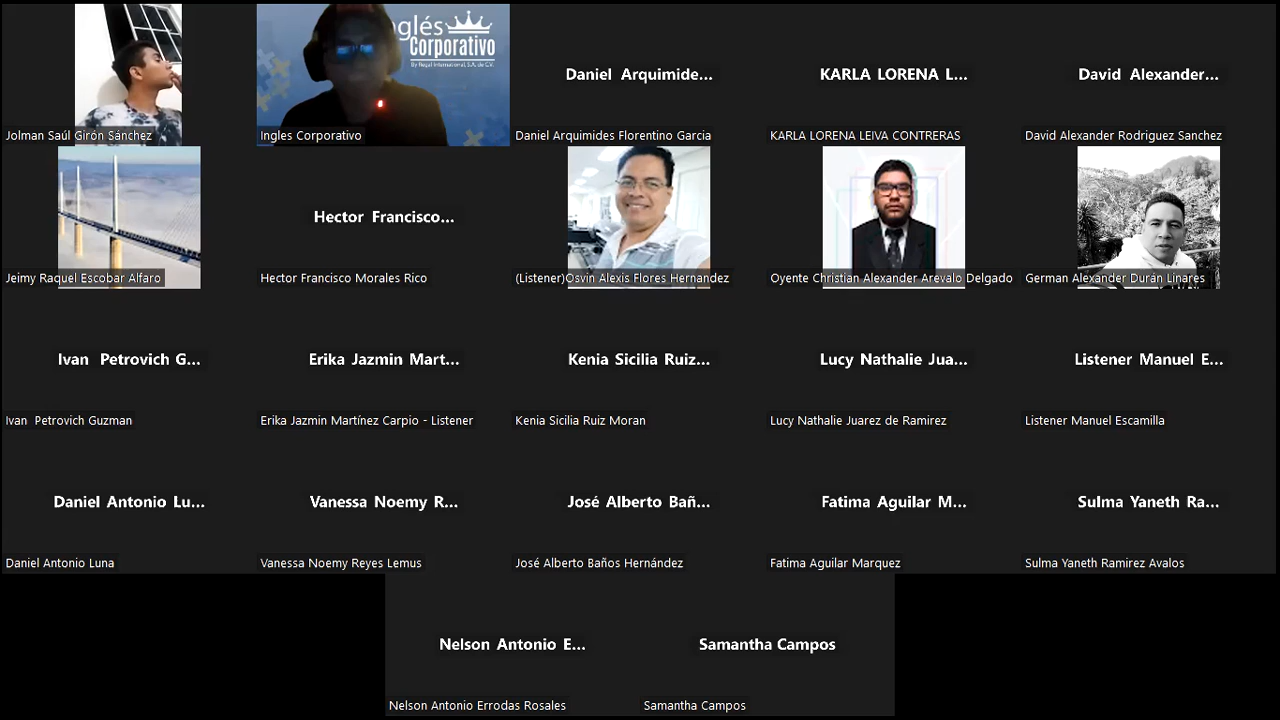 Inglés
Corporativo
By Regal International, S.A. de C.V.
Daniel Arquimide...
KARLA LORENA L...
David Alexander...
Jolman Saúl Girón Sánchez
Ingles Corporativo
Daniel Arquimides Florentino Garcia
KARLA LORENA LEIVA CONTRERAS
David Alexander Rodriguez Sanchez
Hector Francisco...
Jeimy Raquel Escobar Alfaro
Hector Francisco Morales Rico
(Listener)Osvin Alexis Flores Hernandez
Oyente Christian Alexander Arevalo Delgado
German Alexander Durán Linares
Ivan Petrovich G...
Erika Jazmin Mart...
Kenia Sicilia Ruiz...
Lucy Nathalie Jua...
Listener Manuel E...
Ivan Petrovich Guzman
Erika Jazmin Martínez Carpio - Listener
Kenia Sicilia Ruiz Moran
Lucy Nathalie Juarez de Ramirez
Listener Manuel Escamilla
Daniel Antonio Lu...
Vanessa Noemy R...
José Alberto Bañ...
Fatima Aguilar M...
Sulma Yaneth Ra...
Daniel Antonio Luna
Vanessa Noemy Reyes Lemus
José Alberto Baños Hernández
Fatima Aguilar Marquez
Sulma Yaneth Ramirez Avalos
Nelson Antonio E...
Samantha Campos
Nelson Antonio Errodas Rosales
Samantha Campos